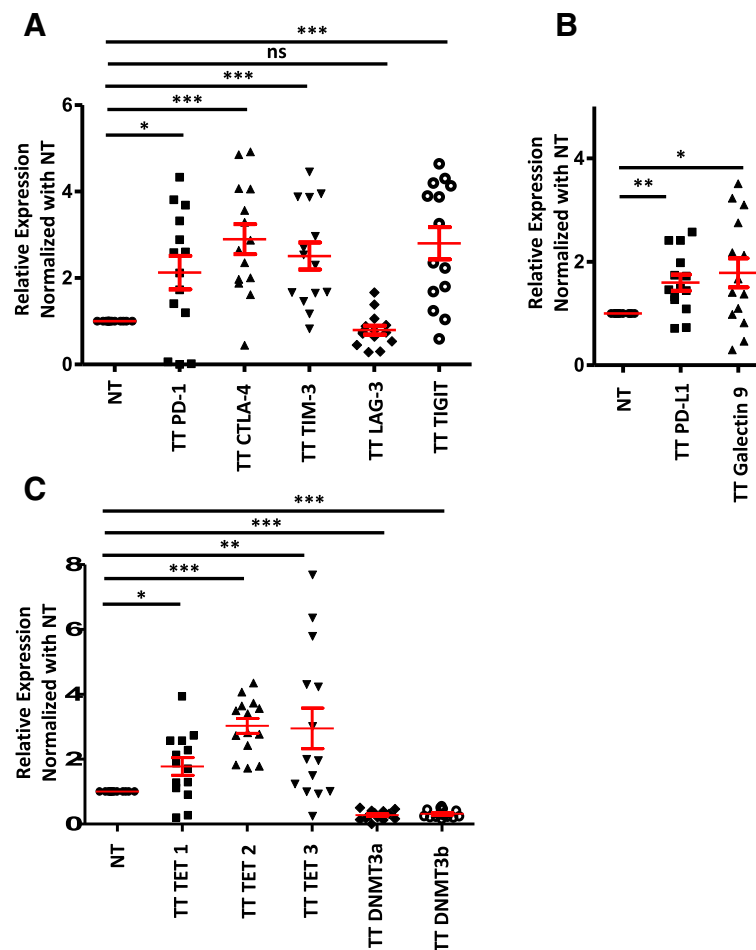 A
***
ns
***
***
*
Relative Expression
Normalized with NT
6
4
2
0
NT
TT PD-1
TT CTLA-4
TT TIM-3
TT LAG-3
TT TIGIT
B
*
**
Relative Expression
Normalized with NT
4
2
0
NT
TT PD-L1
TT Galectin 9
C
***
***
**
***
*
Relative Expression
Normalized with NT
8
6
4
2
0
NT
TT TET 1
TT TET 2
TT TET 3
TT DNMT3a
TT DNMT3b